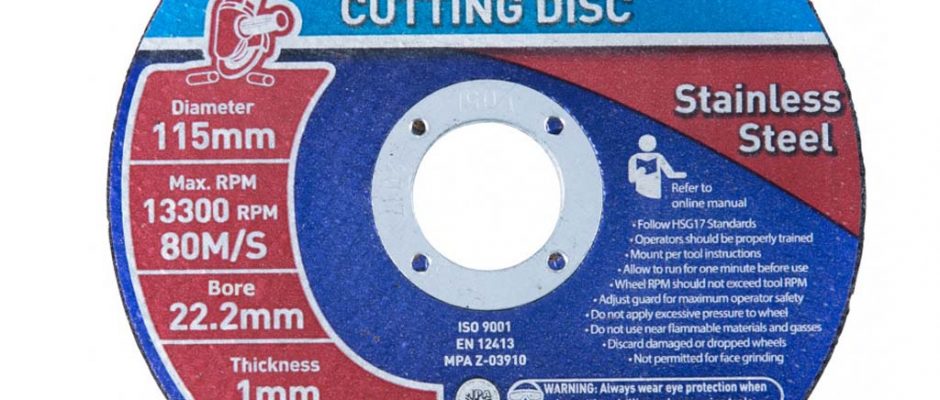 CUTTING DISC
Diameter
115mm
Max. RPM
13300 RPM
80M/S
Bore
22.2mm
Thickness
1mm
Stainless
Steel
Refer to
online manual
• Follow HSG17 Standards
• Operators should be properly trained
• Mount per tool instructions
• Allow to run for one minute before use
• Wheel RPM should not exceed tool RPM
• Adjust guard for maximum operator safety
• Do not apply excessive pressure to wheel
• Do not use near flammable materials and gasses
• Discard damaged or dropped wheels
• Not permitted for face grinding
ISO 9001
EN 12413
MPA Z-03910
WARNING: Always wear eye protection when